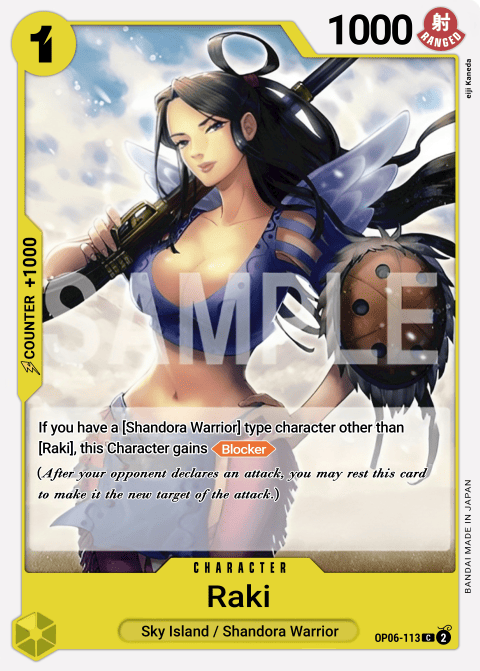 1
1000
射
RANGED
eiji Kaneda
COUNTER +1000
SAMPLE
If you have a [Shandora Warrior] type character other than
[Raki], this Character gains Blocker
(After your opponent declares an attack, you may rest this card
to make it the new target of the attack.)
BANDAI MADE IN JAPAN
CHARACTER
Raki
Sky Island / Shandora Warrior
OP06-113 C 2